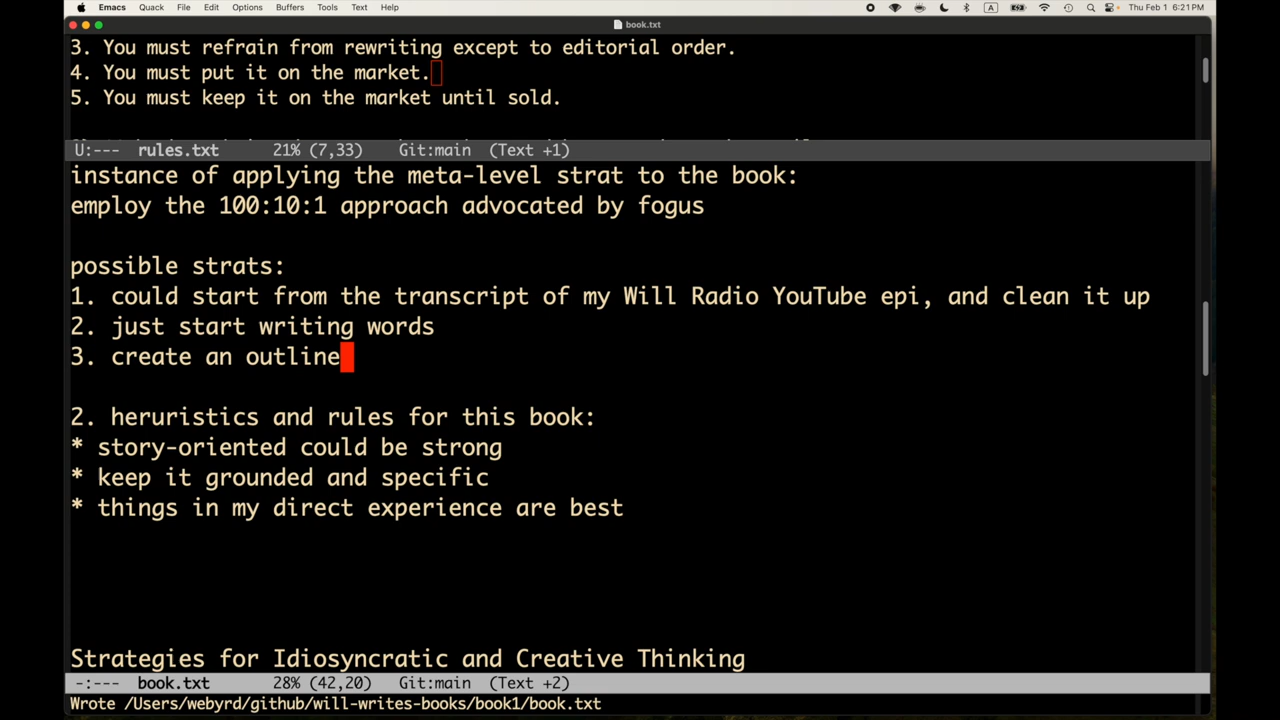 Emacs Quack File Edit Options Buffers Tools Text Help A Thu Feb 1 6:21 PM
book.txt
3. You must refrain from rewriting except to editorial order.
4. You must put it on the market.
5. You must keep it on the market until sold.
U:--- rules.txt 21% (7,33) Git:main (Text +1)
instance of applying the meta-level strat to the book:
employ the 100:10:1 approach advocated by fogus
possible strats:
1. could start from the transcript of my Will Radio YouTube epi, and clean it up
2. just start writing words
3. create an outline
2. heruristics and rules for this book:
* story-oriented could be strong
* keep it grounded and specific
* things in my direct experience are best
Strategies for Idiosyncratic and Creative Thinking
-:--- book.txt 28% (42,20) Git:main (Text +2)
Wrote /Users/webyrd/github/will-writes-books/book1/book.txt